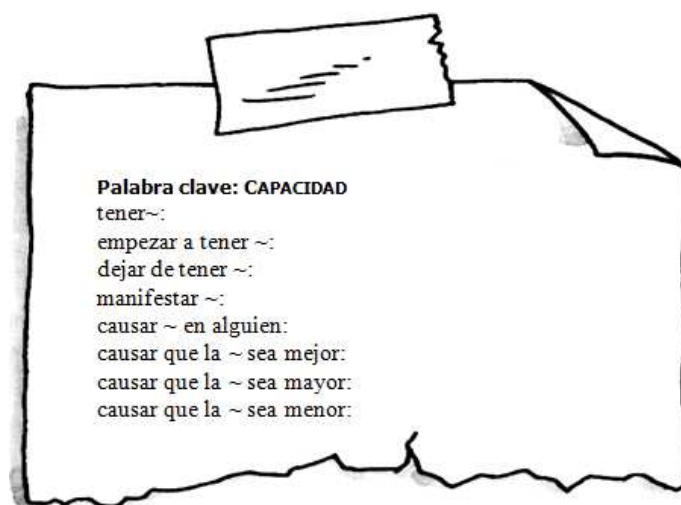 Palabra clave: CAPACIDAD
tener~:
empezar a tener ~:
dejar de tener ~:
manifestar ~:
causar ~ en alguien:
causar que la ~ sea mejor:
causar que la ~ sea mayor:
causar que la ~ sea menor: